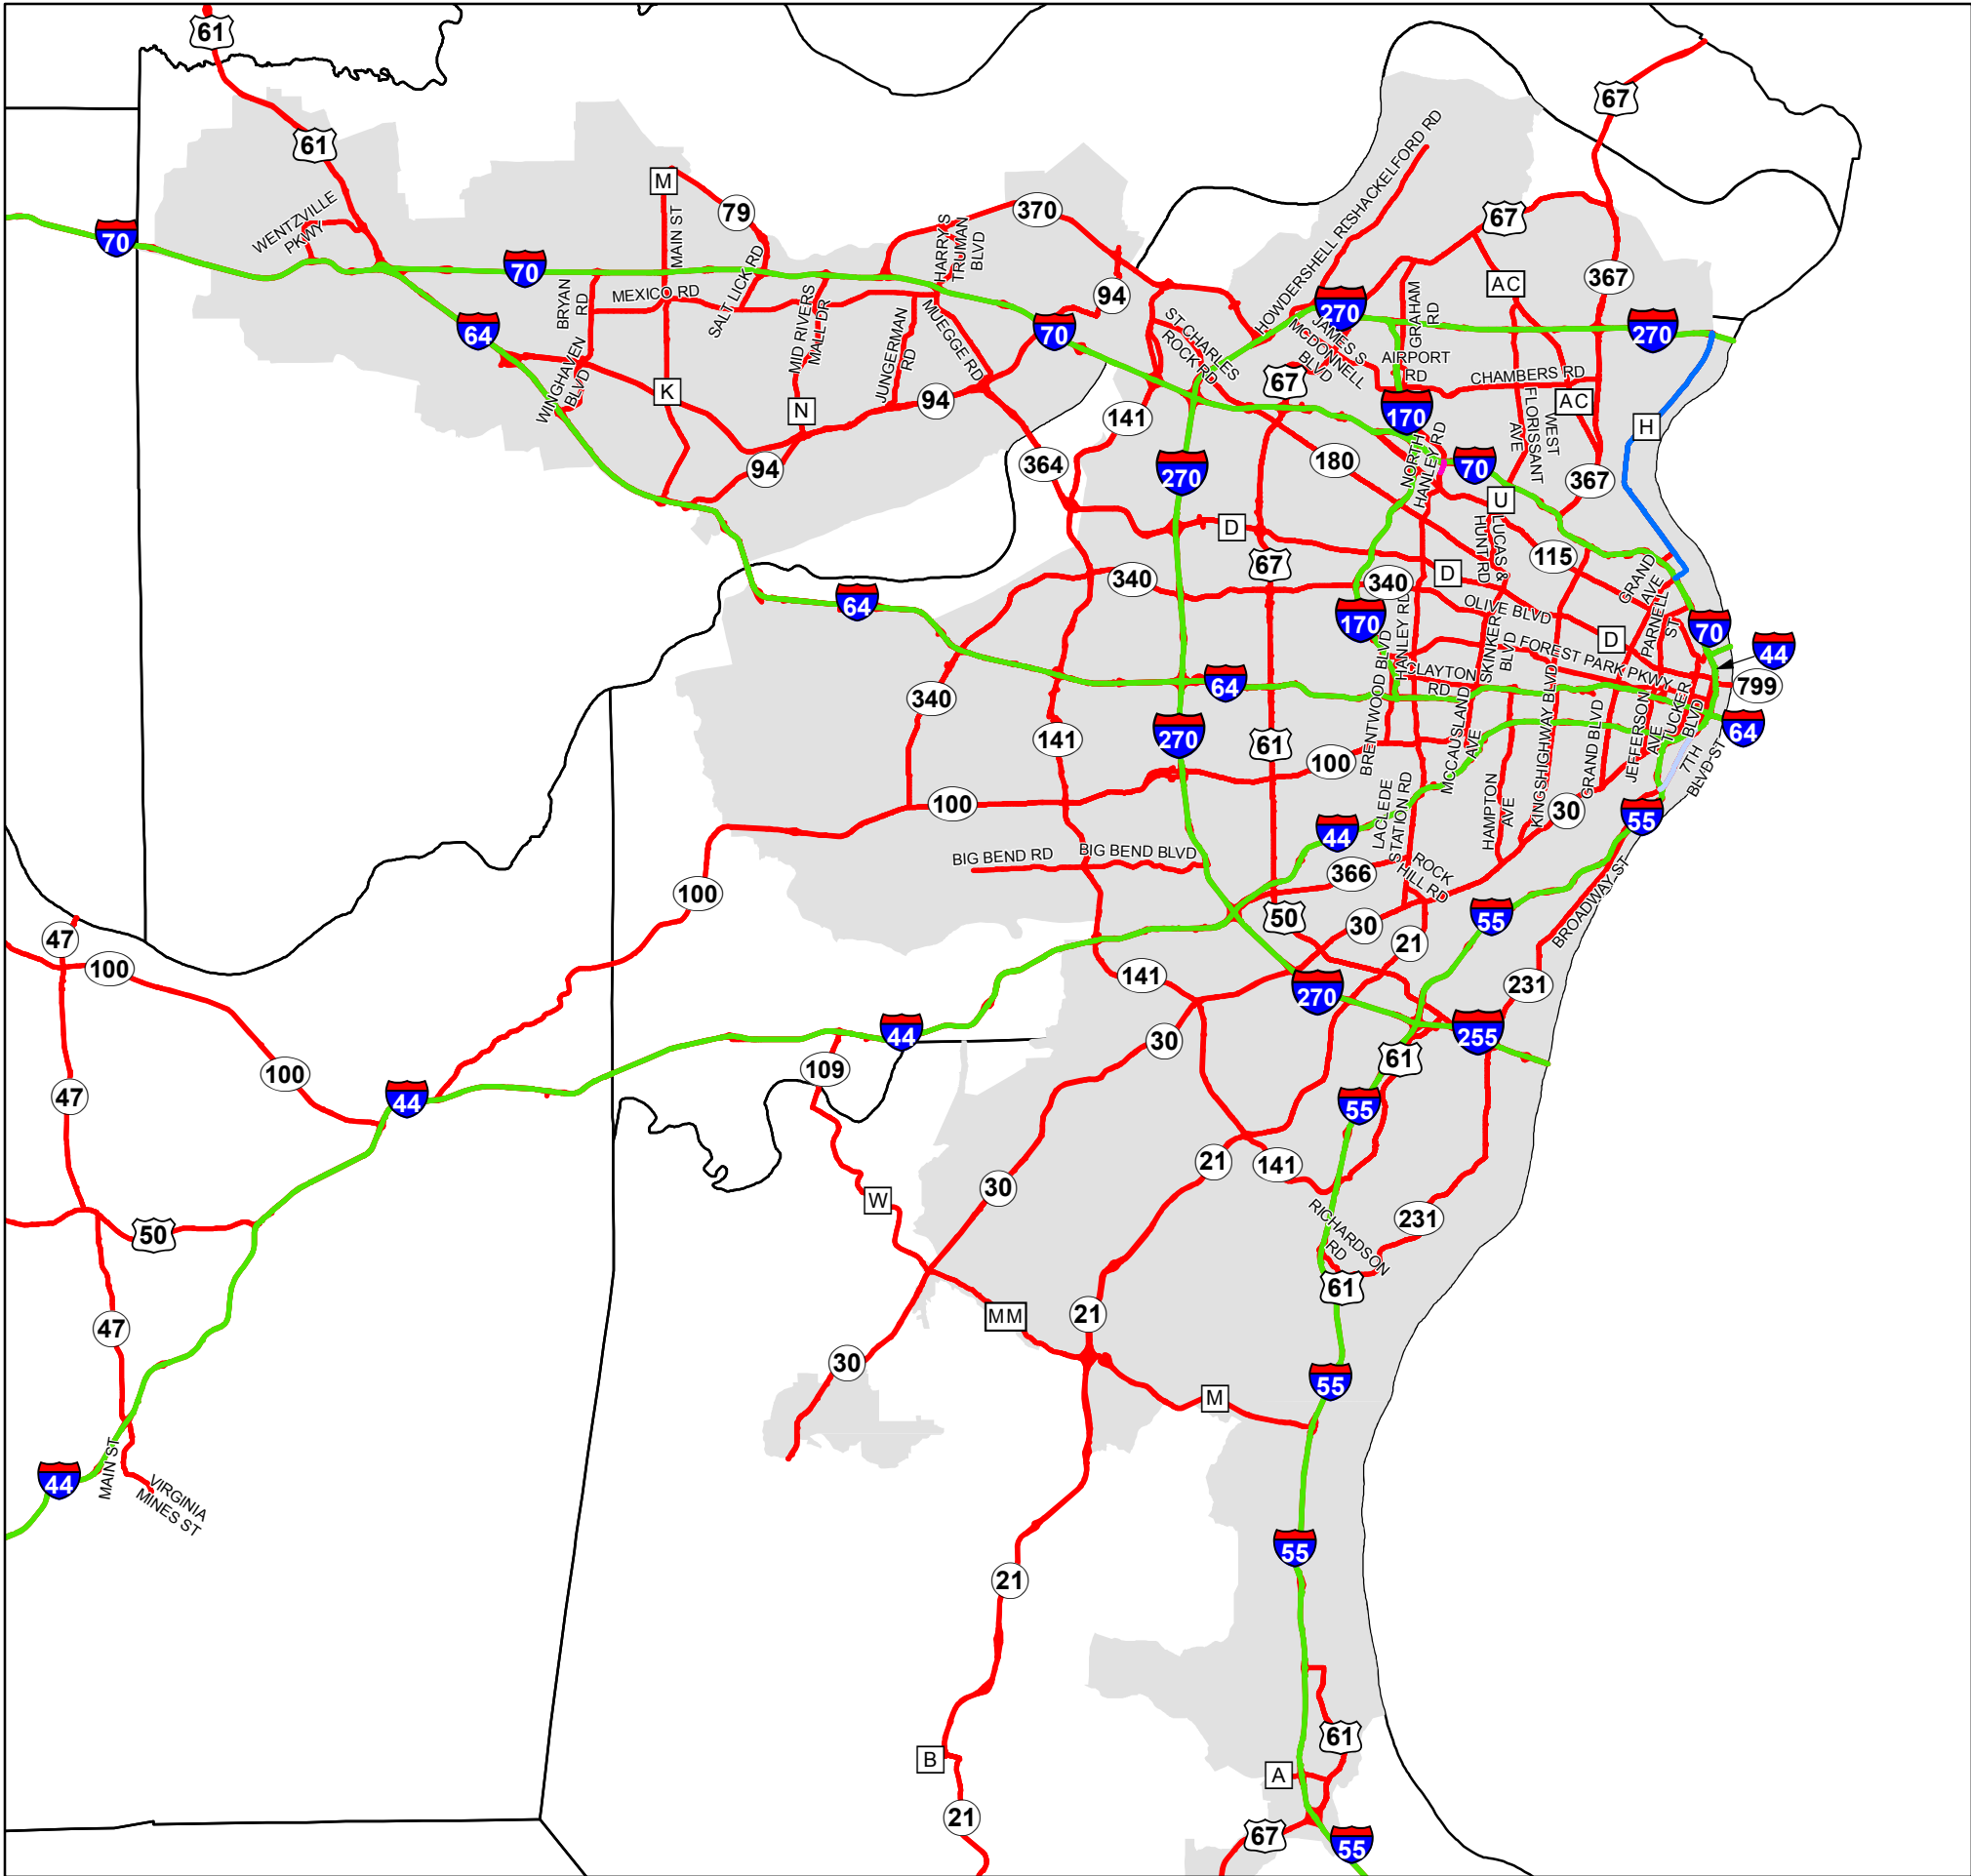 61
67
61
M
79
370
67
HOWDERSHELL RD
SHACKELFORD RD
WENTZVILLE
PKWY
70
MAIN ST
HARRY S
TRUMAN
BLVD
70
AC
367
BRYAN
RD
MEXICO RD
SALT LICK RD
MID RIVERS
MALL DR
94
270
GRAHAM
RD
64
MUEGGE RD
JUNGERMAN
RD
70
ST CHARLES
ROCK RD
JAMES S
MCDONNELL
BLVD
270
AIRPORT
RD
CHAMBERS RD
WINGHAVEN
BLVD
K
N
94
67
170
AC
141
H
WEST
FLORISSANT
AVE
94
364
270
180
NORTH
HANLEY RD
70
367
U
D
LUCAS &
HUNT RD
67
115
340
340
D
GRAND
AVE
64
170
OLIVE BLVD
PARNELL
ST
70
D
44
HANLEY RD
SKINKER
BLVD
FOREST PARK PKWY
BRENTWOOD BLVD
CLAYTON
RD
340
64
799
141
270
61
100
MCCAUSLAND
AVE
KINGSHIGHWAY BLVD
GRAND BLVD
JEFFERSON
AVE
TUCKER
BLVD
64
7TH
BLVD-ST
100
LACLEDE
STATION RD
HAMPTON
AVE
30
55
44
BIG BEND RD
BIG BEND BLVD
366
ROCK
HILL RD
100
50
30
55
BROADWAY ST
47
21
100
141
270
231
44
30
255
109
61
100
47
44
55
21
141
30
W
231
50
RICHARDSON
RD
61
MM
21
47
30
55
M
44
MAIN ST
VIRGINIA
MINES ST
55
21
61
B
A
21
67
55